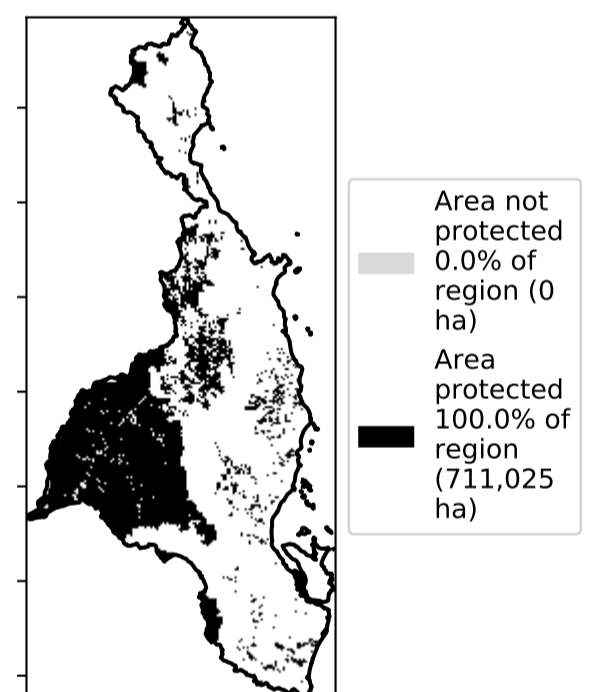 Area not
protected
0.0% of
region (0
ha)
Area
protected
100.0% of
region
(711,025
ha)